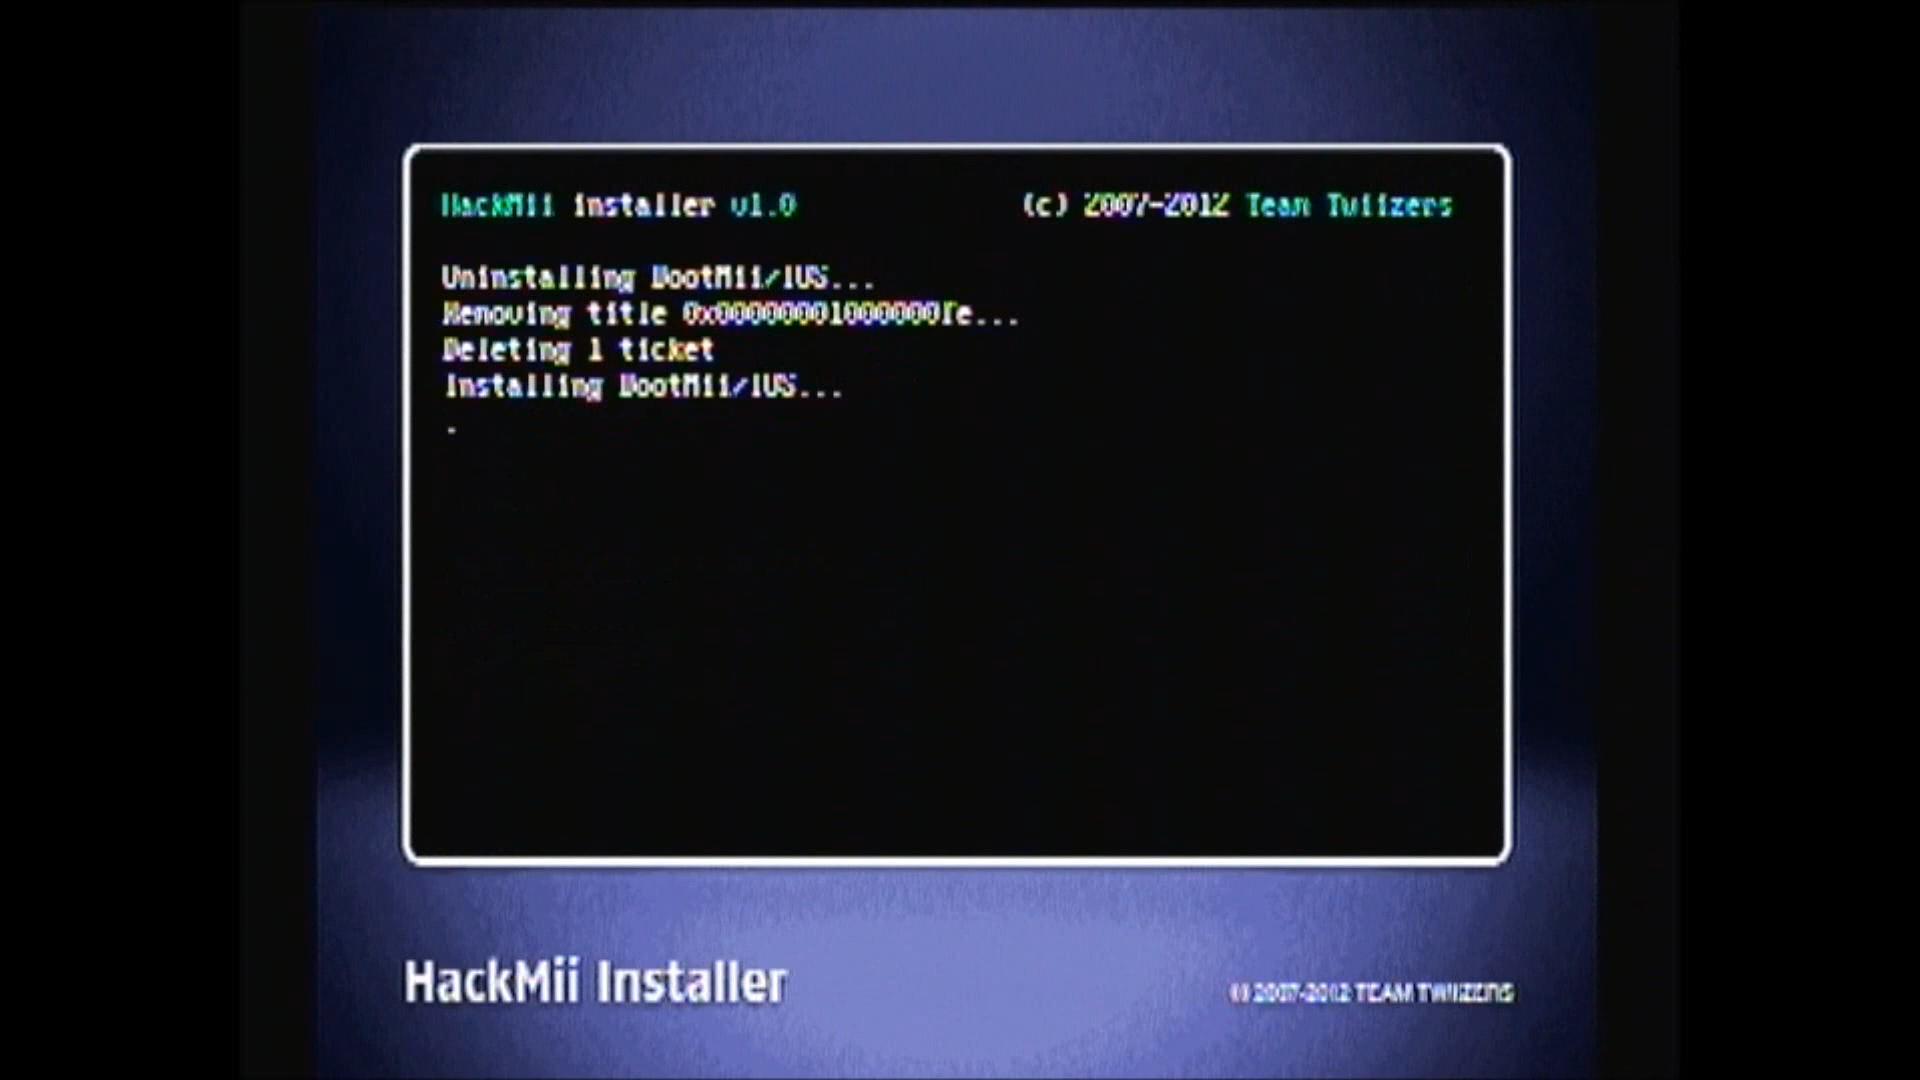 HackMii installer v1.0 (c) 2007-2012 Team Twiizers
Uninstalling BootMii/IOS...
Removing title 0x00000001000000fe...
Deleting 1 ticket
Installing BootMii/IOS...
.
HackMii Installer
(c) 2007-2012 TEAM TWIIZERS